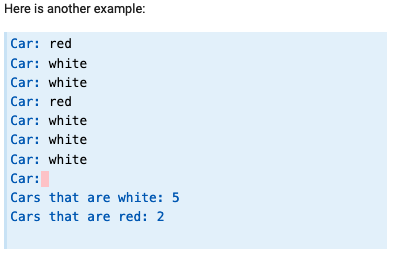 Here is another example:
Car: red
Car: white
Car: white
Car: red
Car: white
Car: white
Car: white
Car:
Cars that are white: 5
Cars that are red: 2